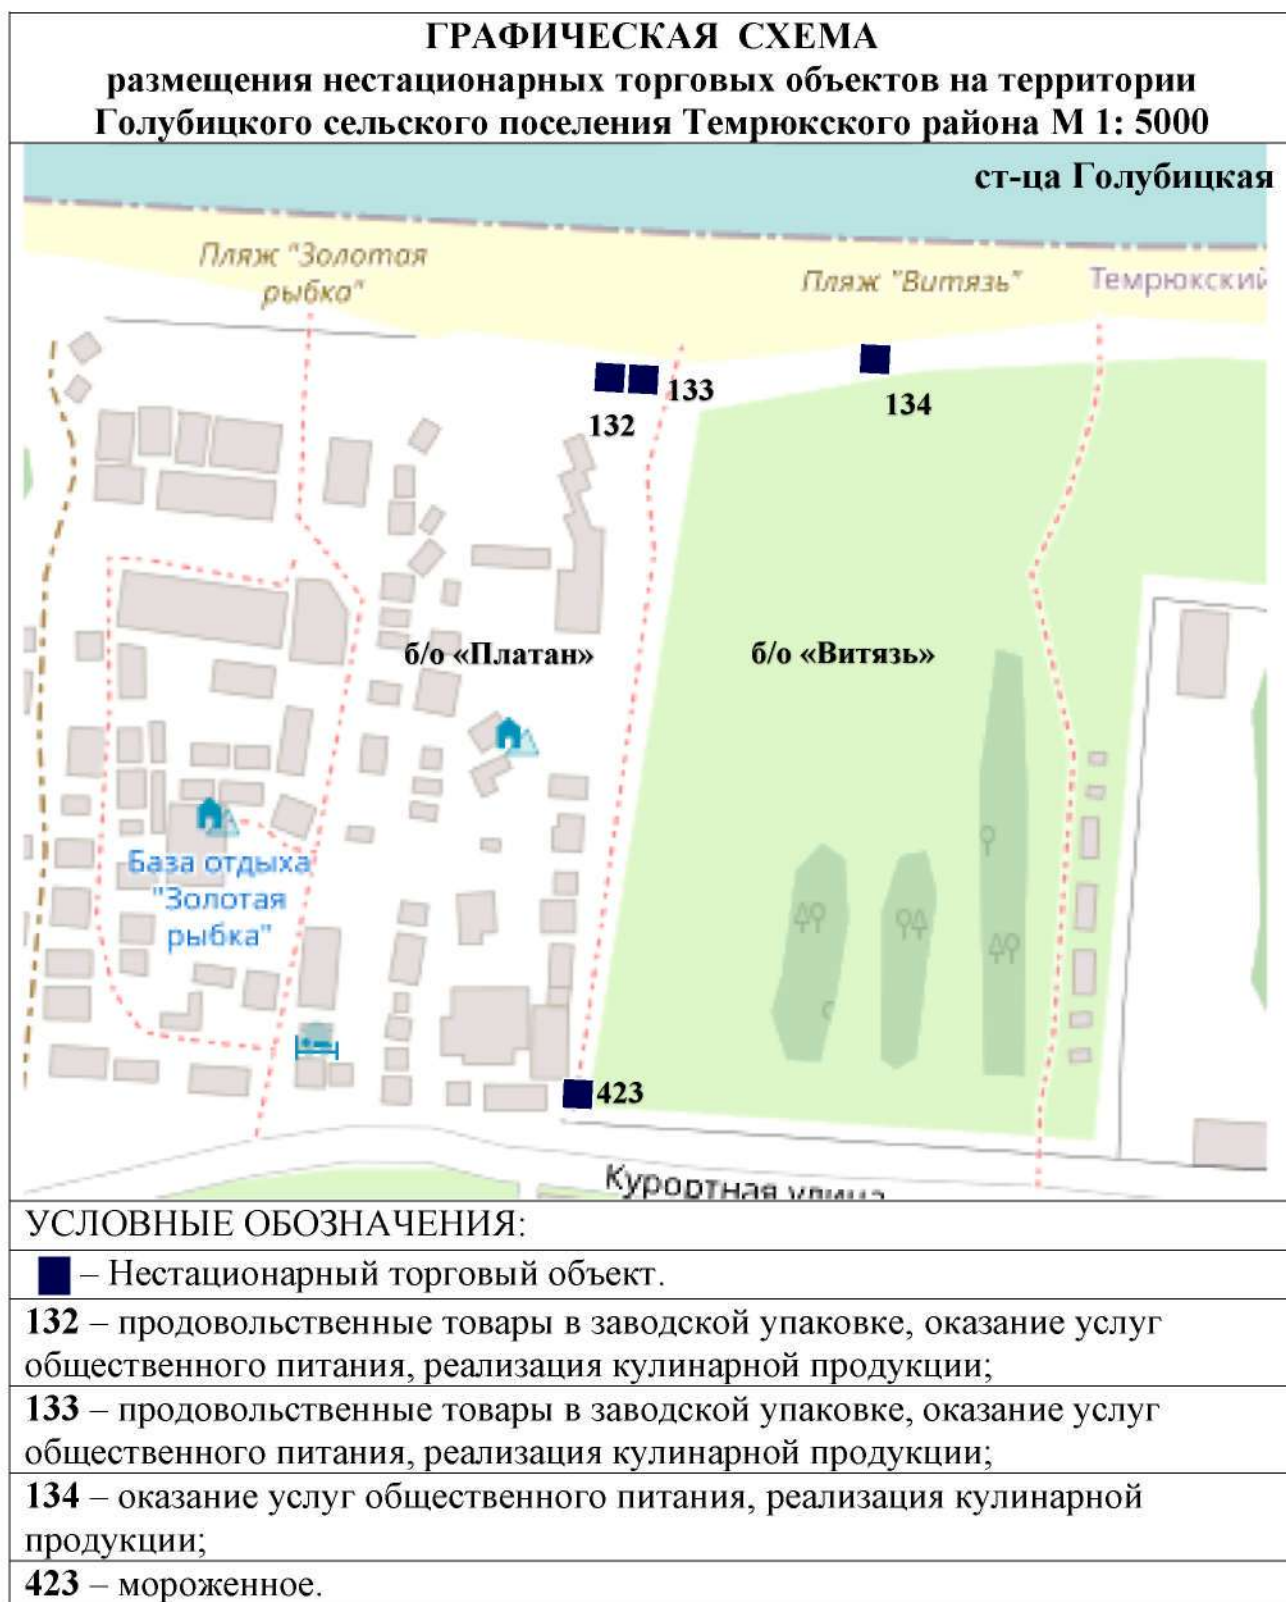 ГРАФИЧЕСКАЯ СХЕМА
размещения нестационарных торговых объектов на территории
Голубицкого сельского поселения Темрюкского района М 1: 5000
ст-ца Голубицкая
Пляж "Золотая
рыбка"
Пляж "Витязь"
Темрюкский
133
132
134
б/о «Платан»
б/о «Витязь»
База отдыха
"Золотая
рыбка"
423
Курортная улица
УСЛОВНЫЕ ОБОЗНАЧЕНИЯ:
– Нестационарный торговый объект.
132 – продовольственные товары в заводской упаковке, оказание услуг
общественного питания, реализация кулинарной продукции;
133 – продовольственные товары в заводской упаковке, оказание услуг
общественного питания, реализация кулинарной продукции;
134 – оказание услуг общественного питания, реализация кулинарной
продукции;
423 – мороженное.